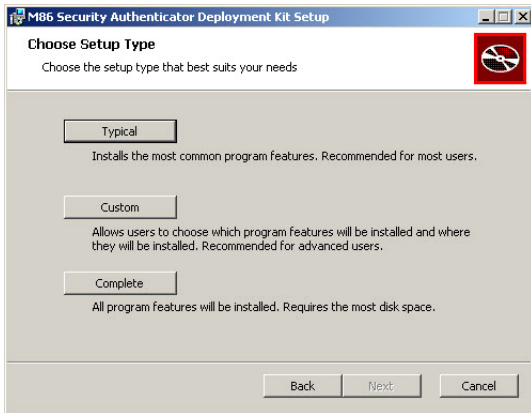 M86 Security Authenticator Deployment Kit Setup
Choose Setup Type
Choose the setup type that best suits your needs
Typical
Installs the most common program features. Recommended for most users.
Custom
Allows users to choose which program features will be installed and where
they will be installed. Recommended for advanced users.
Complete
All program features will be installed. Requires the most disk space.
Back Next Cancel